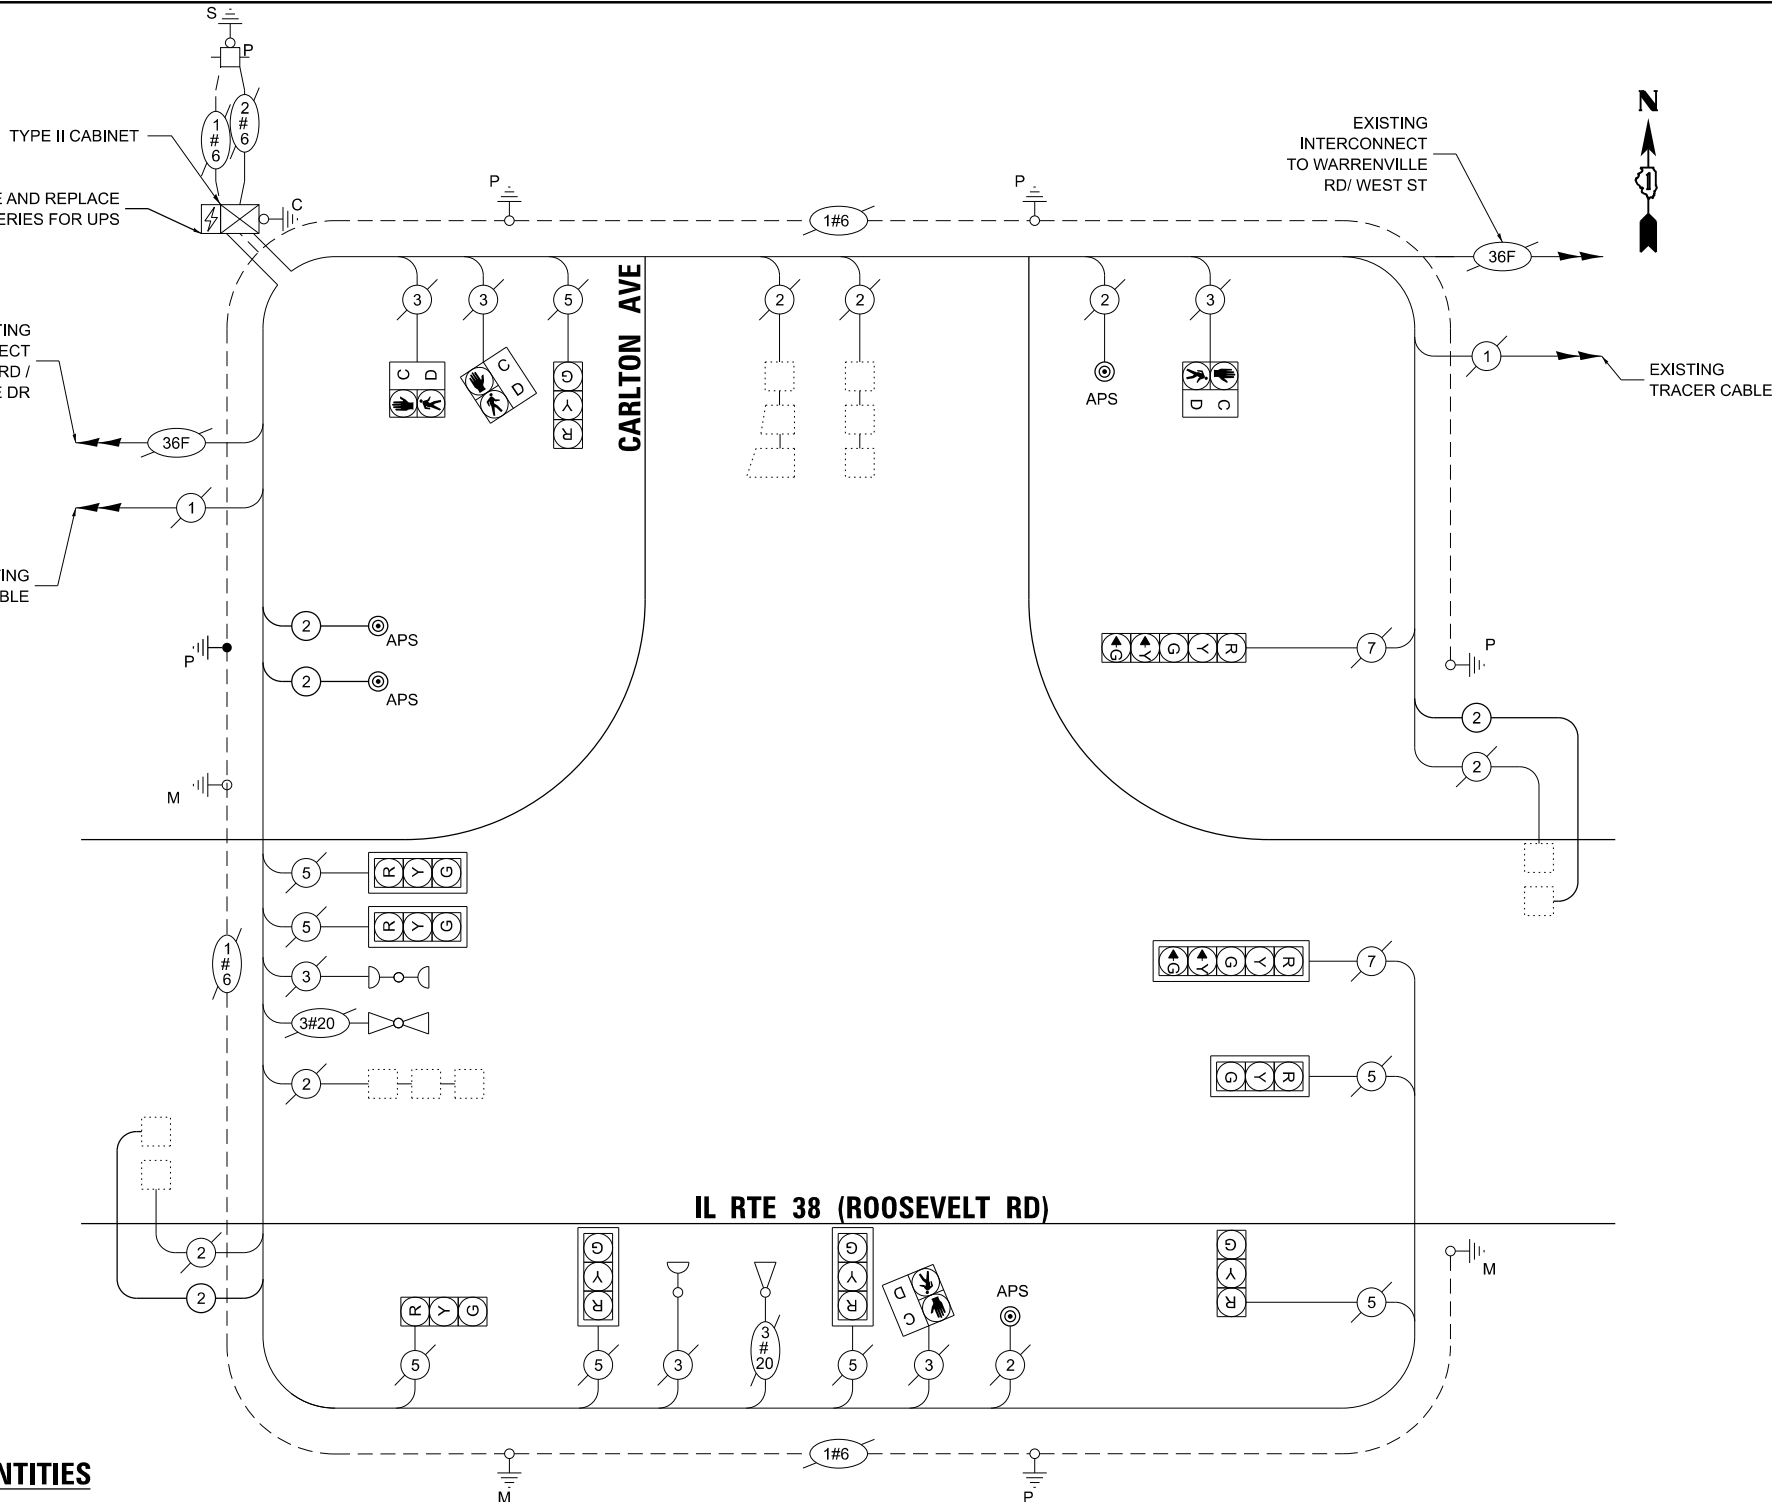 S
P
1
#
6
2
#
6
TYPE II CABINET
E AND REPLACE
ERIES FOR UPS
C
P
1#6
P
EXISTING
INTERCONNECT
TO WARRENVILLE
RD/ WEST ST
N
1
36F
3
3
5
CARLTON AVE
2
2
2
3
C D
C
D
G
Y
R
APS
D C
1
EXISTING
TRACER CABLE
TING
ECT
RD /
E DR
36F
1
TING
BLE
2
APS
P
2
APS
M
G Y G Y R
7
P
2
2
5
R Y G
5
R Y G
1
#
6
3
3#20
2
G Y G Y R
7
G Y R
5
IL RTE 38 (ROOSEVELT RD)
2
2
R Y G
5
G
Y
R
5
3
3
#
20
G
Y
R
5
D
C
3
APS
2
G
Y
R
5
M
1#6
NTITIES
M
P